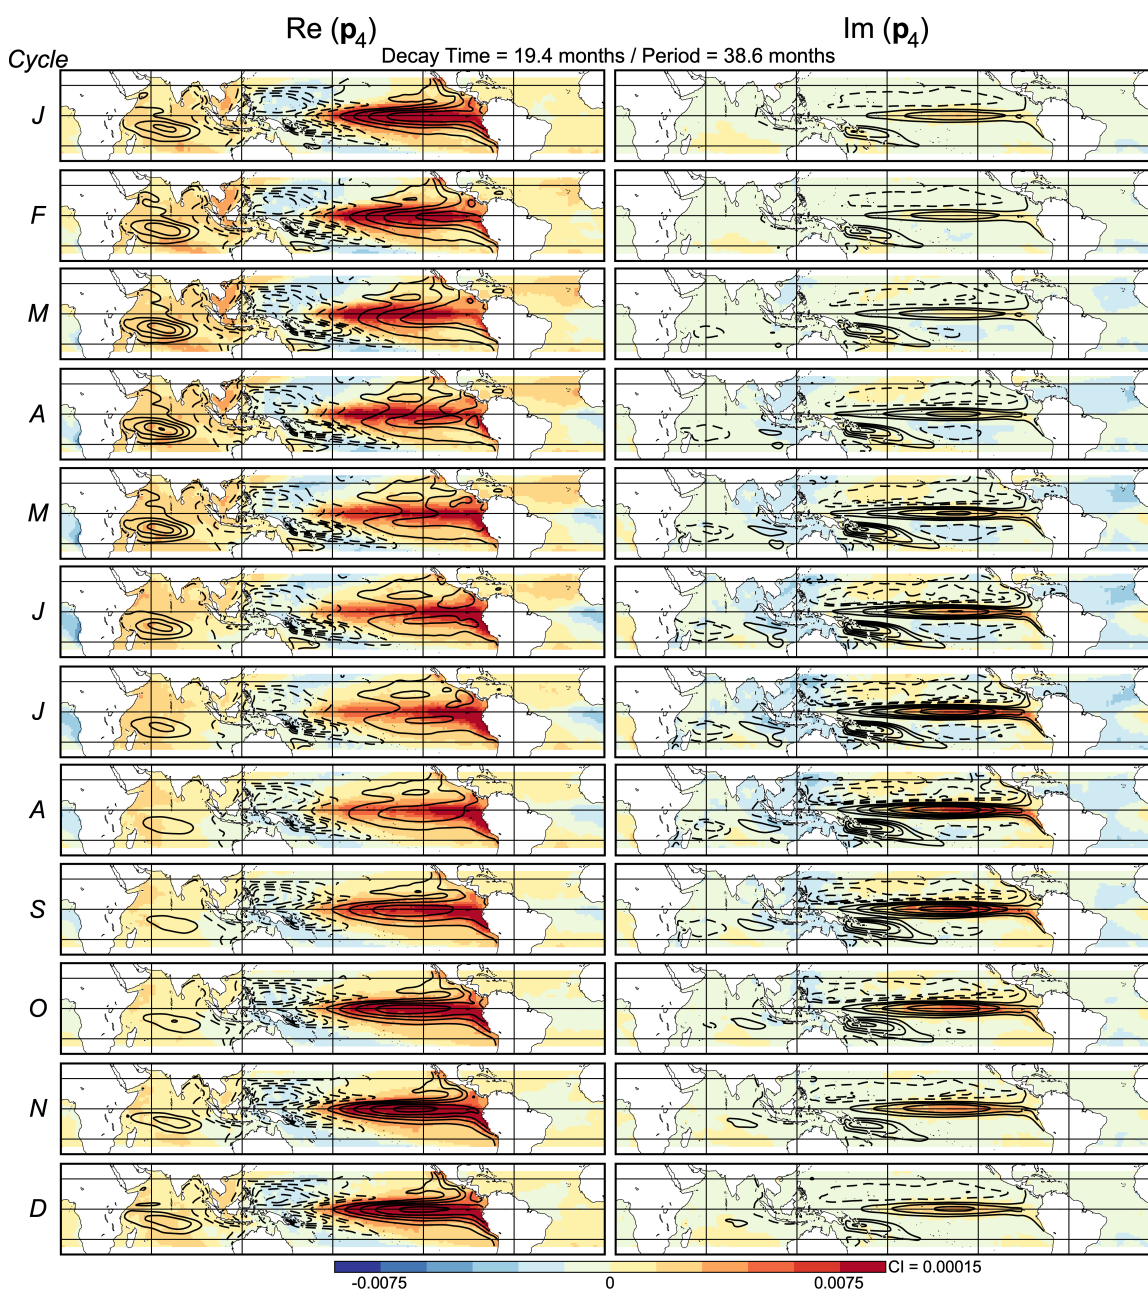 Re (p4)
Im (p4)
Cycle
Decay Time = 19.4 months / Period = 38.6 months
J
F
M
A
M
J
J
A
S
O
N
D
CI = 0.00015
-0.0075
0
0.0075